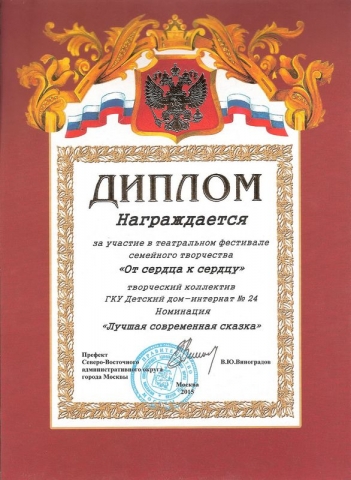 ДИПЛОМ
Награждается
за участие в театральном фестивале
семейного творчества
«От сердца к сердцу»
творческий коллектив
ГКУ Детский дом-интернат № 24
Номинация
«Лучшая современная сказка»
Префект
Северо-Восточного
административного округа
города Москвы
В.Ю.Виноградов
Москва
2015